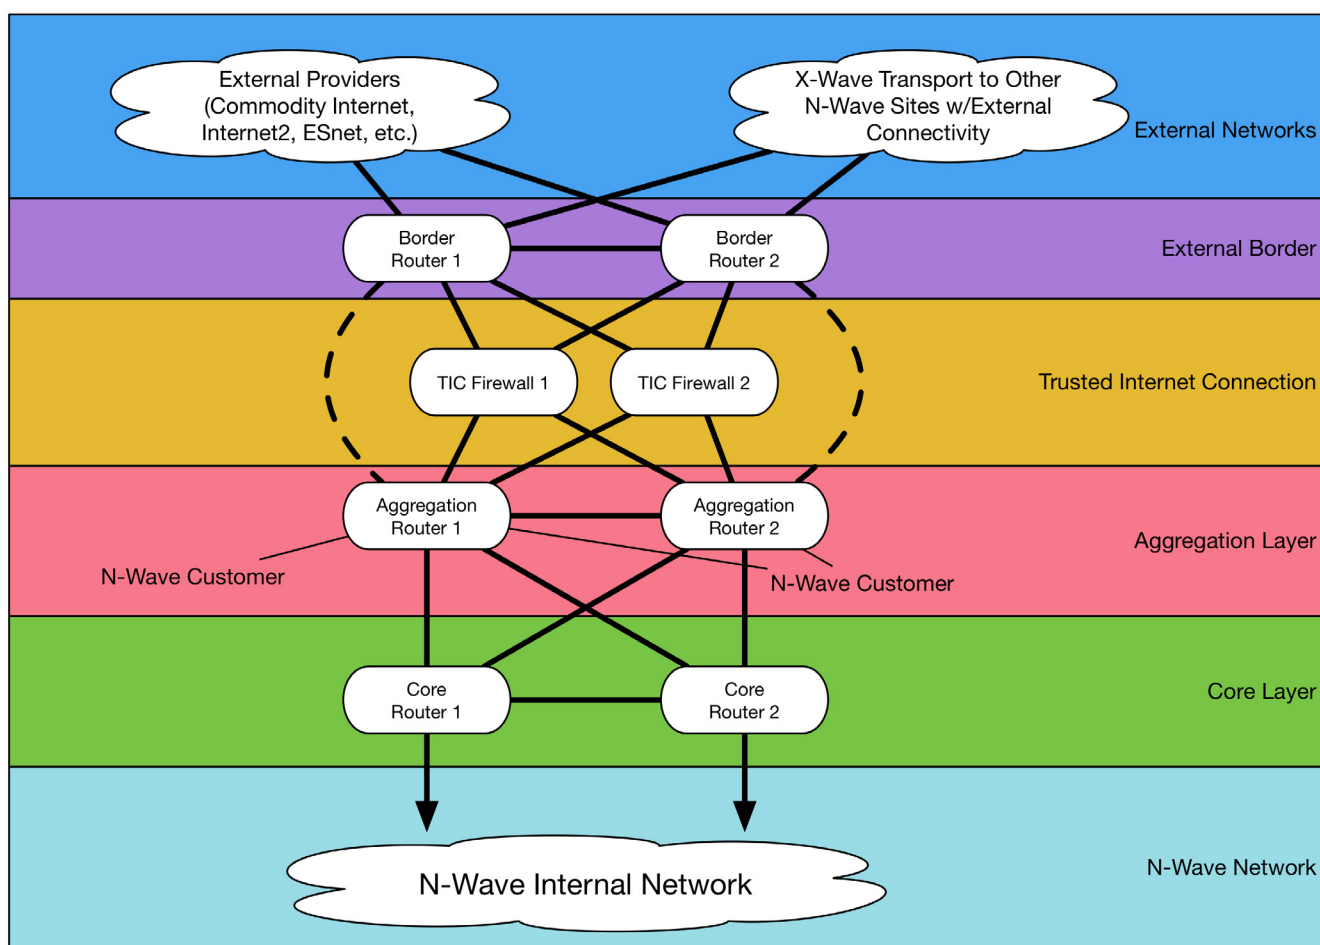 External Providers
(Commodity Internet,
Internet2, ESnet, etc.)
X-Wave Transport to Other
N-Wave Sites w/External
Connectivity
External Networks
Border
Router 1
Border
Router 2
External Border
TIC Firewall 1
TIC Firewall 2
Trusted Internet Connection
Aggregation
Router 1
Aggregation
Router 2
Aggregation Layer
N-Wave Customer
N-Wave Customer
Core
Router 1
Core
Router 2
Core Layer
N-Wave Internal Network
N-Wave Network